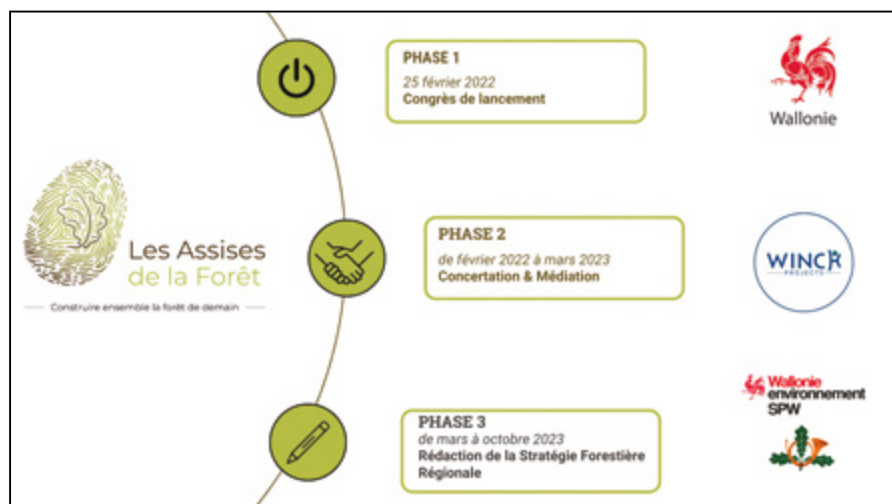 PHASE 1
25 février 2022
Congrès de lancement
Wallonie
Les Assises
de la Forêt
Construire ensemble la forêt de demain
PHASE 2
de février 2022 à mars 2023
Concertation & Médiation
WINCR
PROJECTS
PHASE 3
de mars à octobre 2023
Rédaction de la Stratégie Forestière
Régionale
Wallonie
environnement
SPW